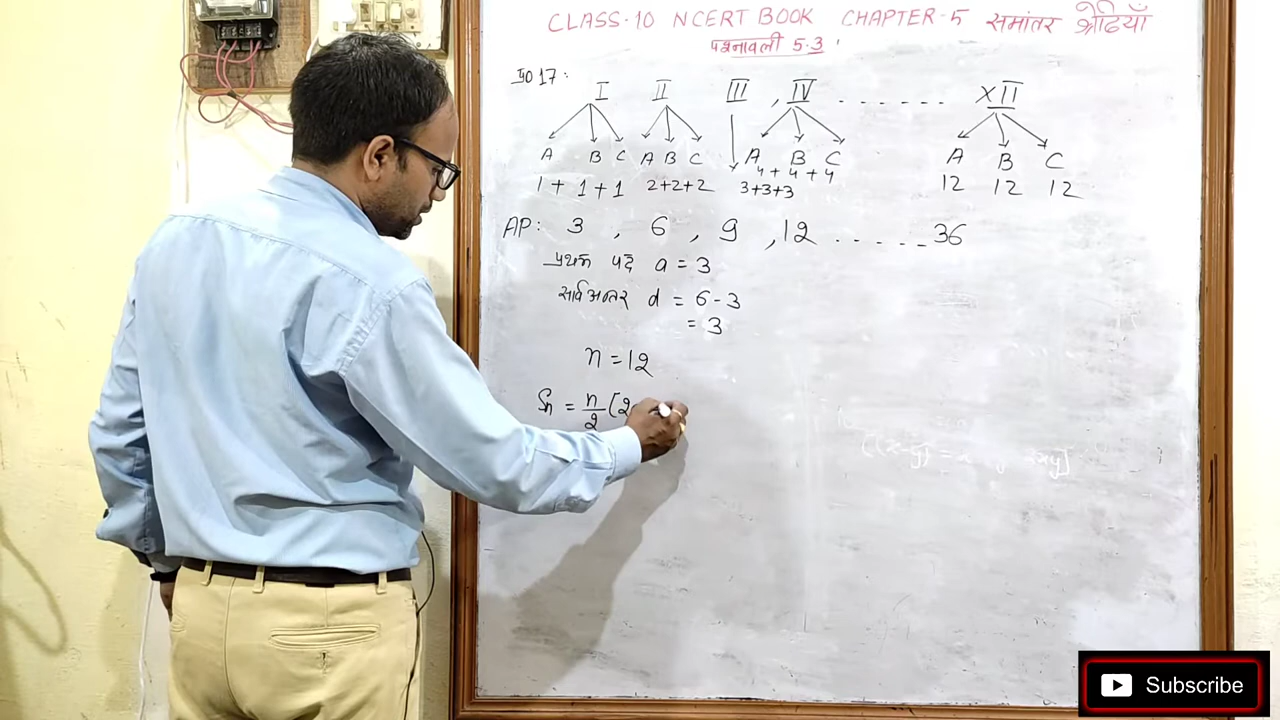 CLASS-10 NCERT BOOK CHAPTER-5 समांतर श्रेढियाँ
प्रश्नावली 5.3
प्र० 17:
I II III , IV . . . . . . . XII
A B C A B C A B C A B C
4 + 4 + 4
1 + 1 + 1 2+2+2 3+3+3 12 12 12
AP: 3 , 6 , 9 , 12 . . . . . . 36
प्रथम पद a = 3
सार्व अन्तर d = 6 - 3
= 3
n = 12
Sn = n/2 [2
Subscribe